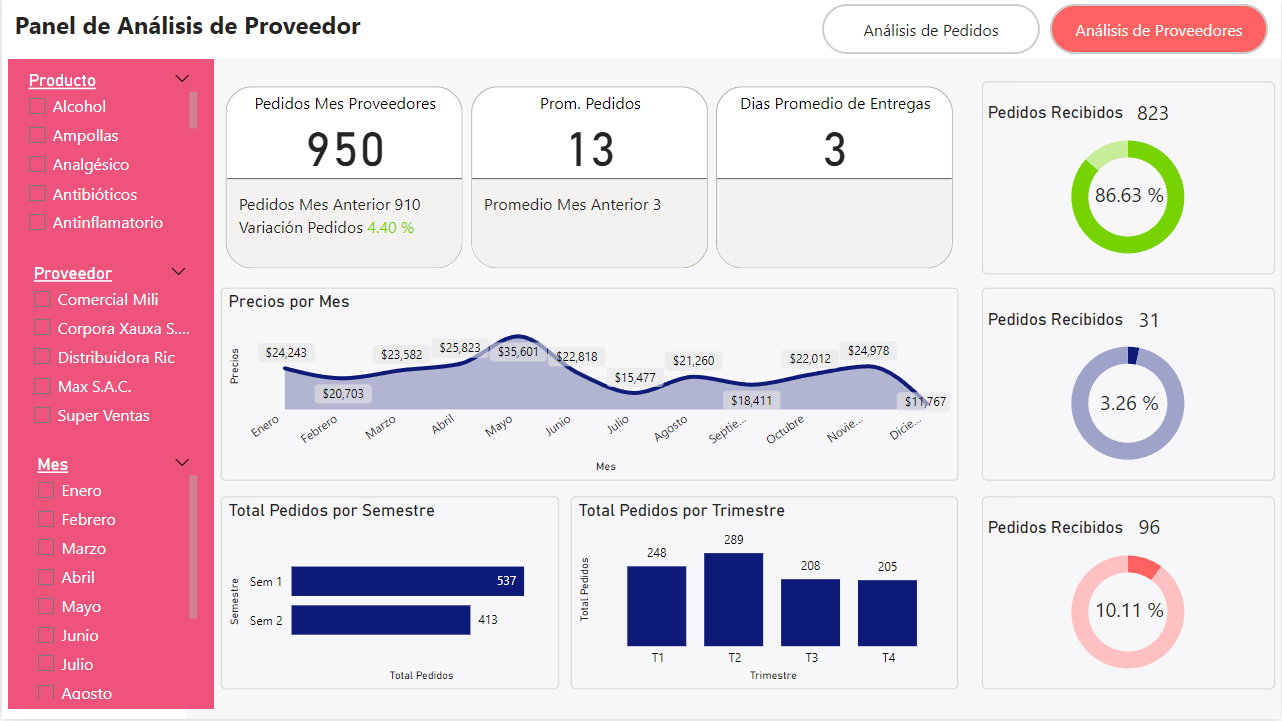 Panel de Análisis de Proveedor
Análisis de Pedidos
Análisis de Proveedores
Producto
Alcohol
Ampollas
Analgésico
Antibióticos
Antinflamatorio
Proveedor
Comercial Mili
Corpora Xauxa S....
Distribuidora Ric
Max S.A.C.
Super Ventas
Mes
Enero
Febrero
Marzo
Abril
Mayo
Junio
Julio
Agosto
Pedidos Mes Proveedores
950
Pedidos Mes Anterior 910
Variación Pedidos 4.40 %
Prom. Pedidos
13
Promedio Mes Anterior 3
Dias Promedio de Entregas
3
Precios por Mes
Precios
$24,243
$20,703
$23,582
$25,823
$35,601
$22,818
$15,477
$21,260
$18,411
$22,012
$24,978
$11,767
Enero
Febrero
Marzo
Abril
Mayo
Junio
Julio
Agosto
Septie...
Octubre
Novie...
Dicie...
Mes
Total Pedidos por Semestre
Semestre
Sem 1
537
Sem 2
413
Total Pedidos
Total Pedidos por Trimestre
Total Pedidos
248
289
208
205
T1
T2
T3
T4
Trimestre
Pedidos Recibidos 823
86.63 %
Pedidos Recibidos 31
3.26 %
Pedidos Recibidos 96
10.11 %